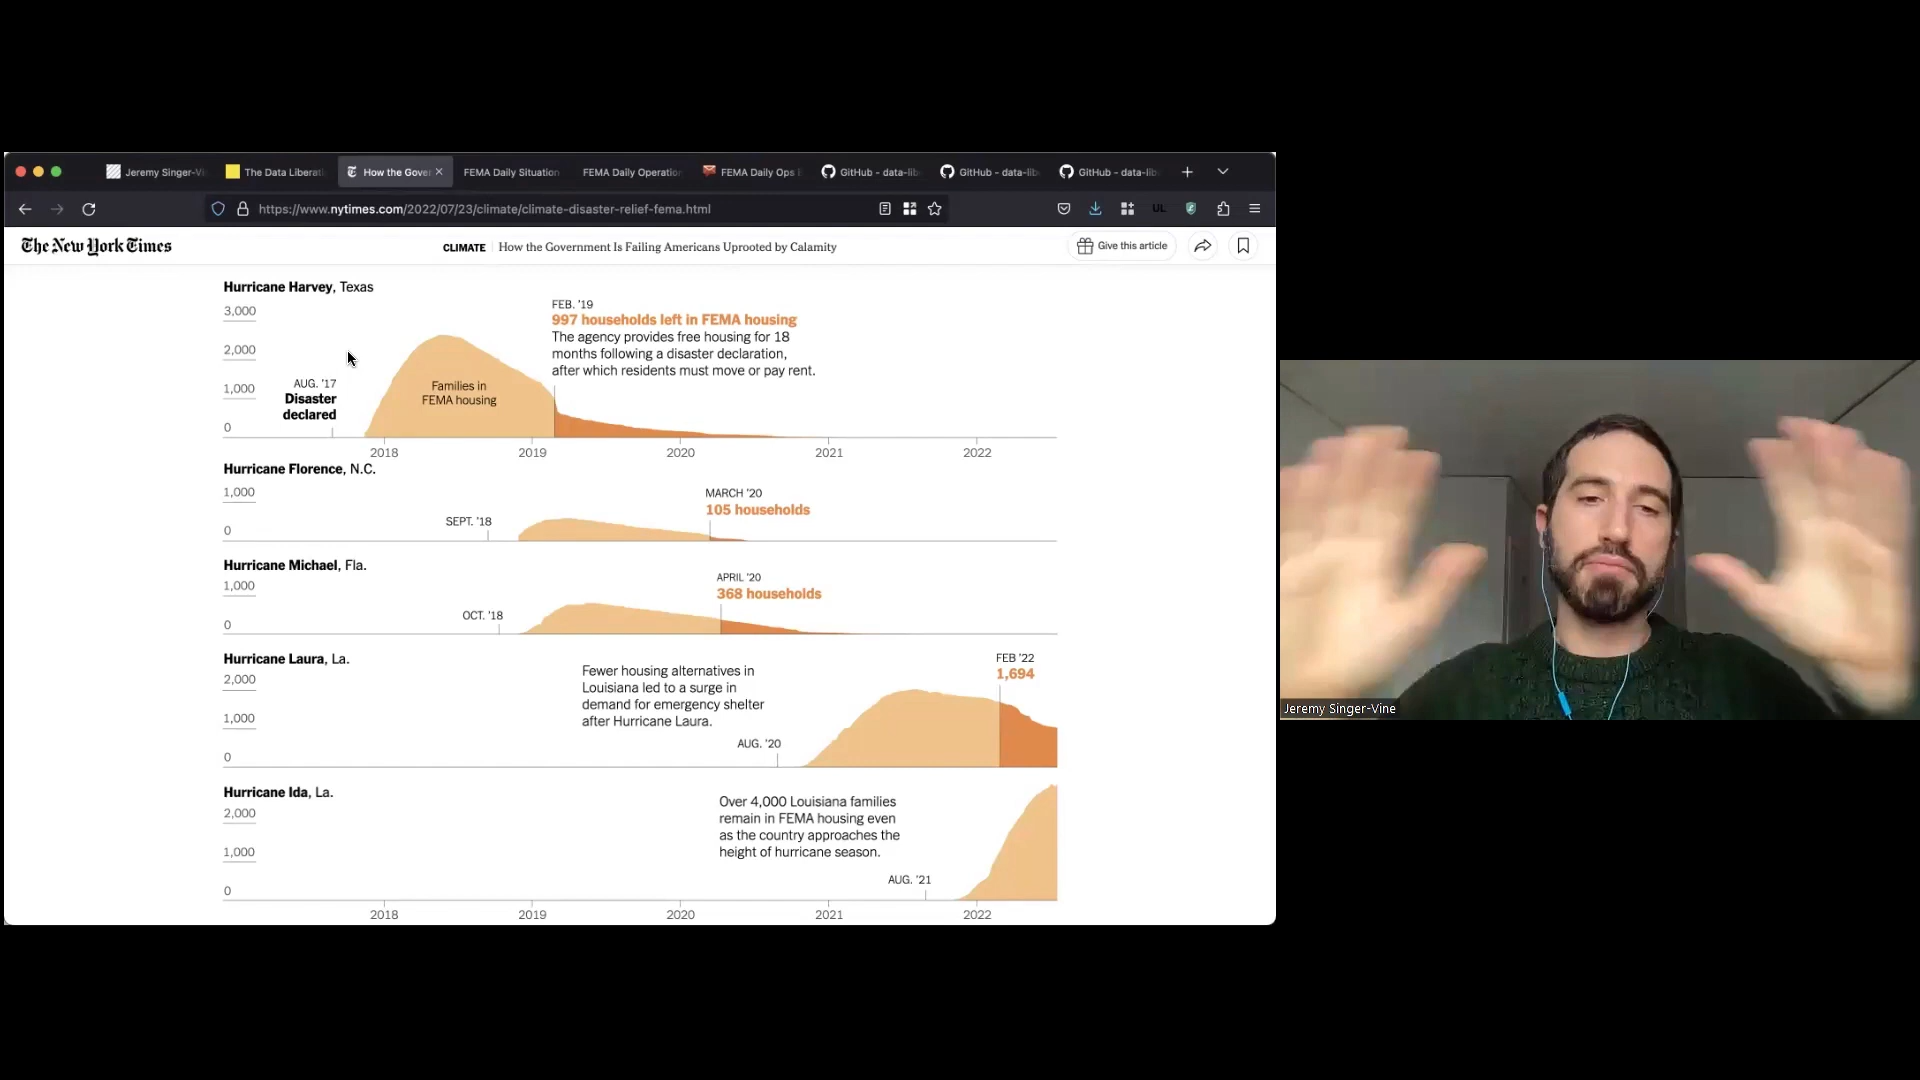 Jeremy Singer-Vi
The Data Liberati
How the Gover
FEMA Daily Situation
FEMA Daily Operation
FEMA Daily Ops B
GitHub - data-lib
GitHub - data-lib
GitHub - data-lib
https://www.nytimes.com/2022/07/23/climate/climate-disaster-relief-fema.html
UL
The New York Times
CLIMATE
How the Government Is Failing Americans Uprooted by Calamity
Give this article
Hurricane Harvey, Texas
3,000
2,000
1,000
0
AUG. '17
Disaster
declared
Families in
FEMA housing
FEB. '19
997 households left in FEMA housing
The agency provides free housing for 18
months following a disaster declaration,
after which residents must move or pay rent.
2018
2019
2020
2021
2022
Hurricane Florence, N.C.
1,000
0
SEPT. '18
MARCH '20
105 households
Hurricane Michael, Fla.
1,000
0
OCT. '18
APRIL '20
368 households
Hurricane Laura, La.
2,000
1,000
0
Fewer housing alternatives in
Louisiana led to a surge in
demand for emergency shelter
after Hurricane Laura.
AUG. '20
FEB '22
1,694
Hurricane Ida, La.
2,000
1,000
0
Over 4,000 Louisiana families
remain in FEMA housing even
as the country approaches the
height of hurricane season.
AUG. '21
2018
2019
2020
2021
2022
Jeremy Singer-Vine